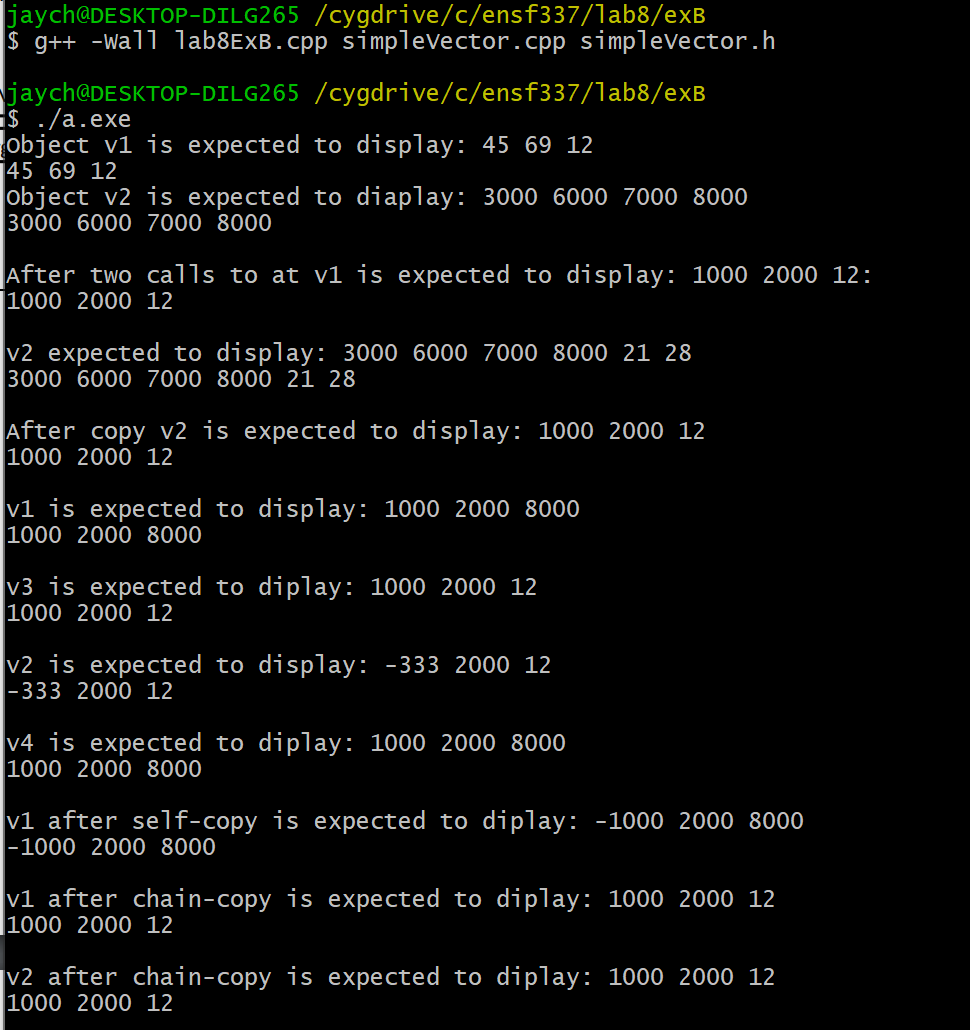 jaych@DESKTOP-DILG265 /cygdrive/c/ensf337/lab8/exB
$ g++ -Wall lab8ExB.cpp simpleVector.cpp simpleVector.h
jaych@DESKTOP-DILG265 /cygdrive/c/ensf337/lab8/exB
$ ./a.exe
Object v1 is expected to display: 45 69 12
45 69 12
Object v2 is expected to diaplay: 3000 6000 7000 8000
3000 6000 7000 8000
After two calls to at v1 is expected to display: 1000 2000 12:
1000 2000 12
v2 expected to display: 3000 6000 7000 8000 21 28
3000 6000 7000 8000 21 28
After copy v2 is expected to display: 1000 2000 12
1000 2000 12
v1 is expected to display: 1000 2000 8000
1000 2000 8000
v3 is expected to diplay: 1000 2000 12
1000 2000 12
v2 is expected to display: -333 2000 12
-333 2000 12
v4 is expected to diplay: 1000 2000 8000
1000 2000 8000
v1 after self-copy is expected to diplay: -1000 2000 8000
-1000 2000 8000
v1 after chain-copy is expected to diplay: 1000 2000 12
1000 2000 12
v2 after chain-copy is expected to diplay: 1000 2000 12
1000 2000 12